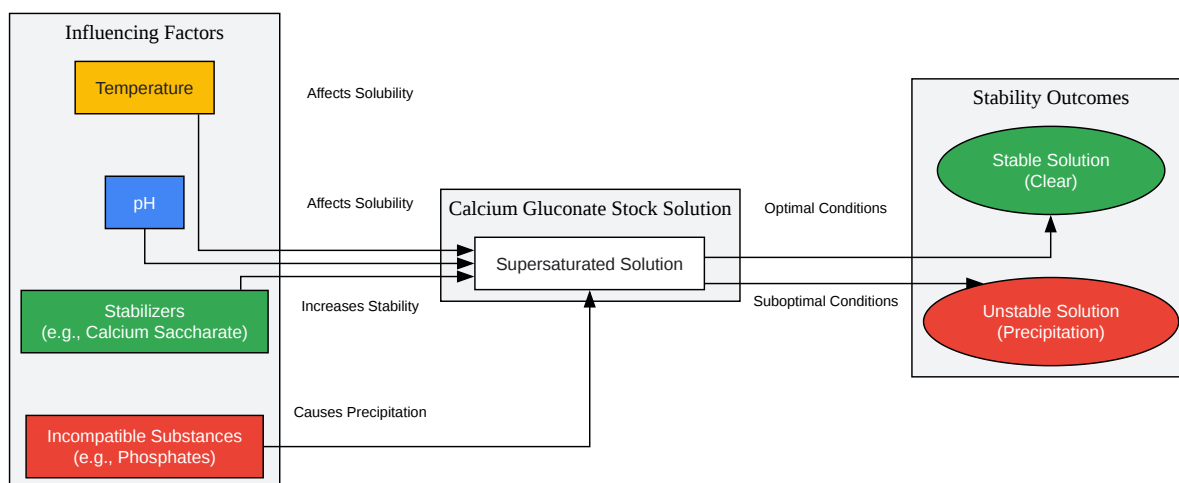 Influencing Factors
Temperature
Affects Solubility
pH
Affects Solubility
Stabilizers
(e.g., Calcium Saccharate)
Increases Stability
Incompatible Substances
(e.g., Phosphates)
Causes Precipitation
Calcium Gluconate Stock Solution
Supersaturated Solution
Optimal Conditions
Suboptimal Conditions
Stability Outcomes
Stable Solution
(Clear)
Unstable Solution
(Precipitation)